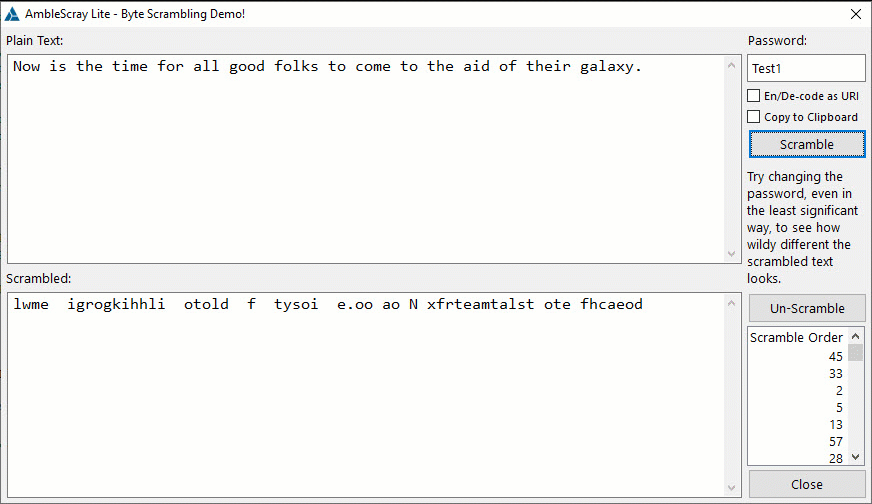 AmbleScray Lite - Byte Scrambling Demo!
Plain Text:
Now is the time for all good folks to come to the aid of their galaxy.
Password:
Test1
En/De-code as URI
Copy to Clipboard
Scramble
Try changing the
password, even in
the least significant
way, to see how
wildy different the
scrambled text
looks.
Scrambled:
lwme  igrogkihhli  otold  f  tysoi  e.oo ao N xfrteamtalst ote fhcaeod
Un-Scramble
Scramble Order
45
33
2
5
13
57
28
Close